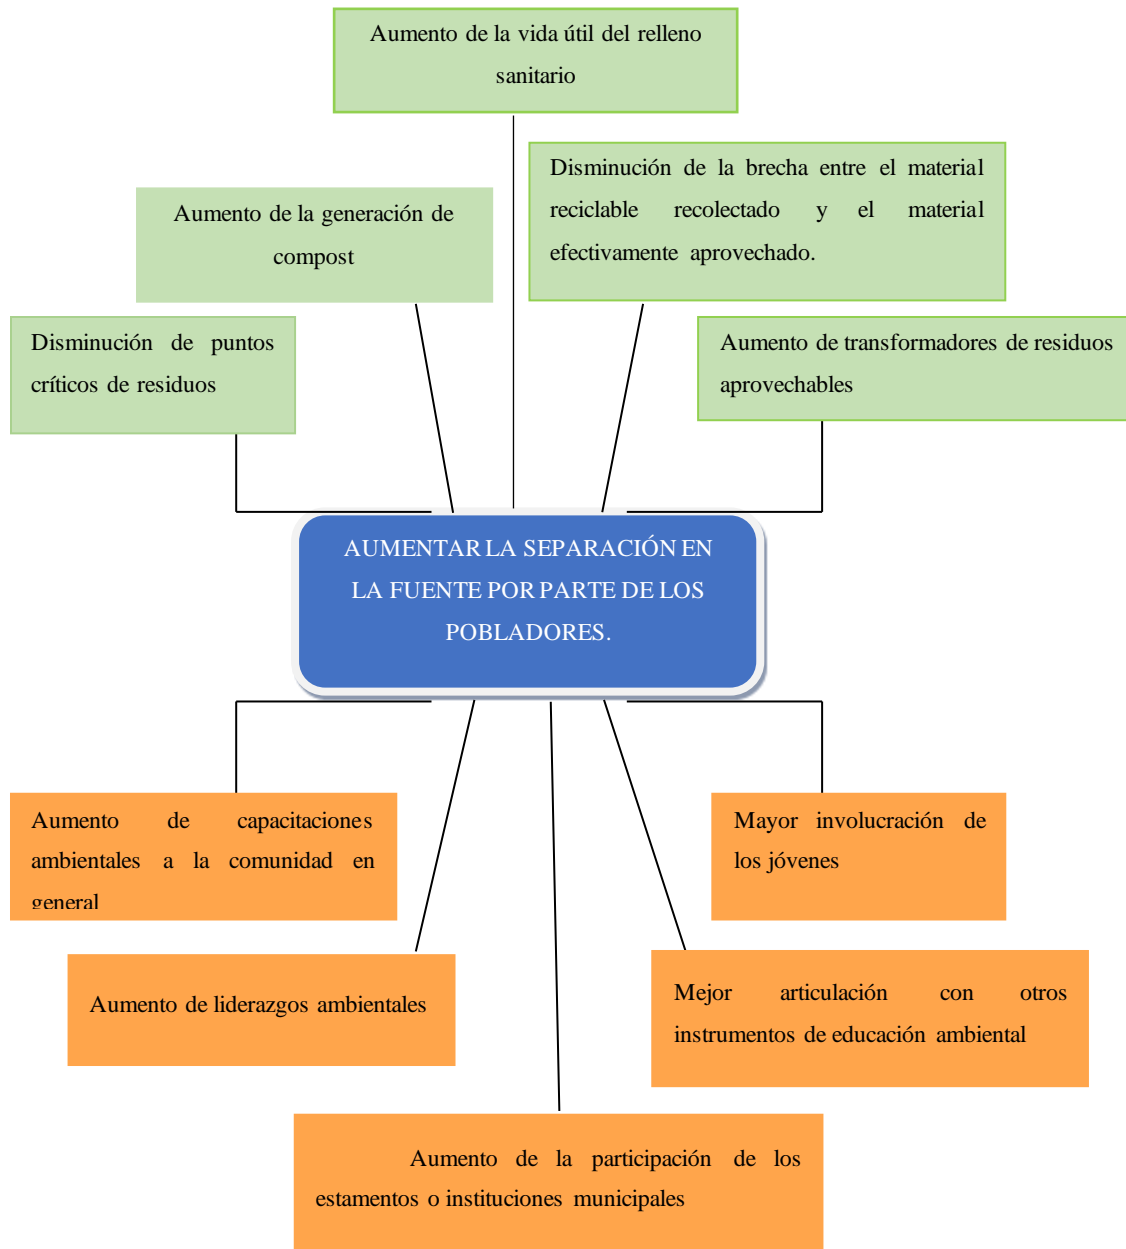 Aumento de la vida útil del relleno
sanitario
Disminución de la brecha entre el material
reciclable recolectado y el material
efectivamente aprovechado.
Aumento de la generación de
compost
Disminución de puntos
críticos de residuos
Aumento de transformadores de residuos
aprovechables
AUMENTAR LA SEPARACIÓN EN
LA FUENTE POR PARTE DE LOS
POBLADORES.
Aumento de capacitaciones
ambientales a la comunidad en
general
Mayor involucración de
los jóvenes
Aumento de liderazgos ambientales
Mejor articulación con otros
instrumentos de educación ambiental
Aumento de la participación de los
estamentos o instituciones municipales